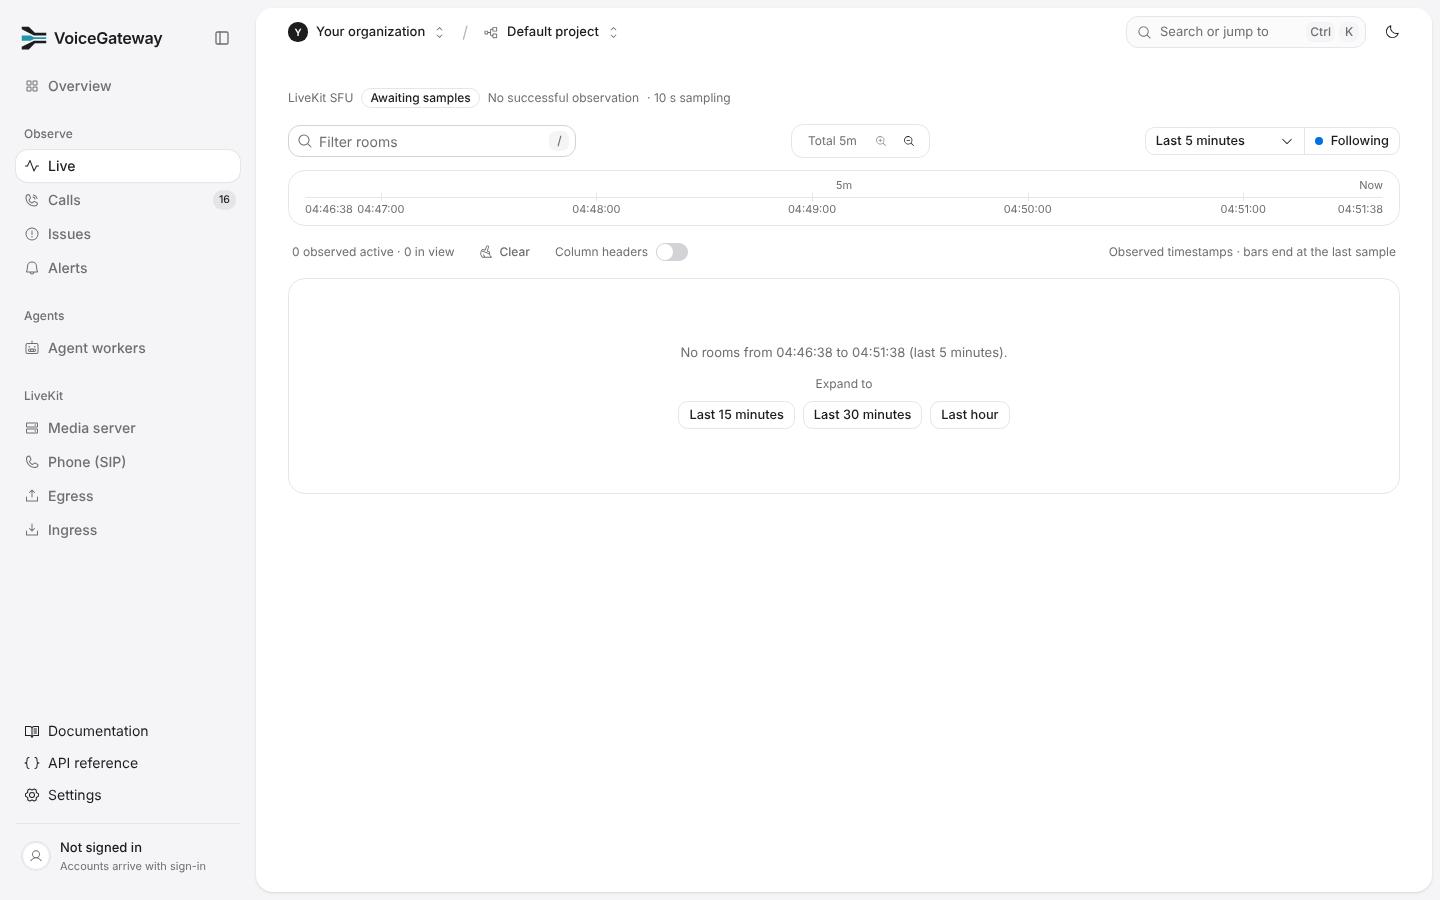 VoiceGateway
Overview
Observe
Live
Calls 16
Issues
Alerts
Agents
Agent workers
LiveKit
Media server
Phone (SIP)
Egress
Ingress
Documentation
API reference
Settings
Not signed in
Accounts arrive with sign-in
Y Your organization / Default project
Search or jump to Ctrl K
LiveKit SFU Awaiting samples No successful observation · 10 s sampling
Filter rooms /
Total 5m
Last 5 minutes Following
5m Now
04:46:38 04:47:00 04:48:00 04:49:00 04:50:00 04:51:00 04:51:38
0 observed active · 0 in view Clear Column headers Observed timestamps · bars end at the last sample
No rooms from 04:46:38 to 04:51:38 (last 5 minutes).
Expand to
Last 15 minutes Last 30 minutes Last hour